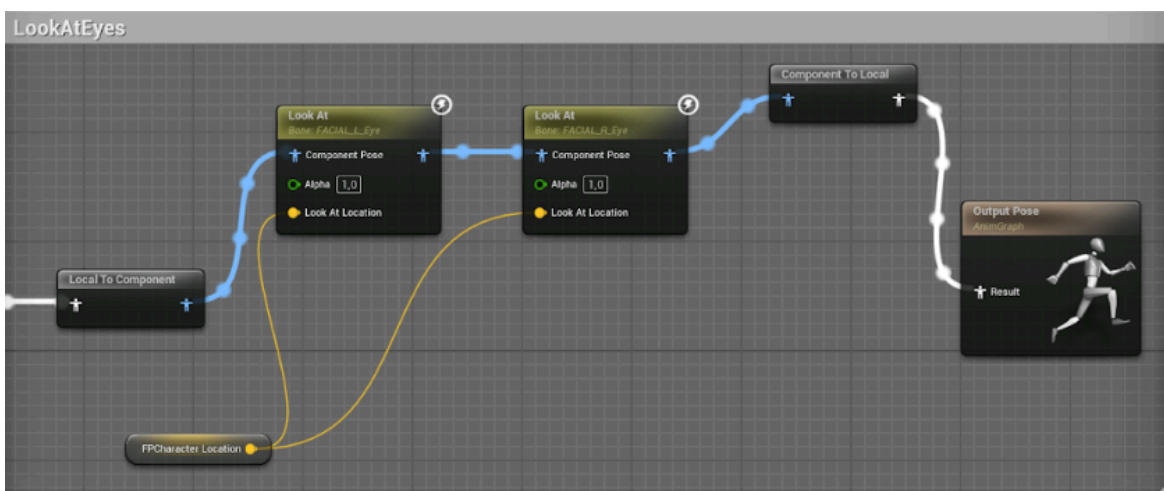 LookAtEyes
Local To Component
Look At
Bone: FACIAL_L_Eye
Component Pose
Alpha 1,0
Look At Location
Look At
Bone: FACIAL_R_Eye
Component Pose
Alpha 1,0
Look At Location
Component To Local
Output Pose
AnimGraph
Result
FPCharacter Location